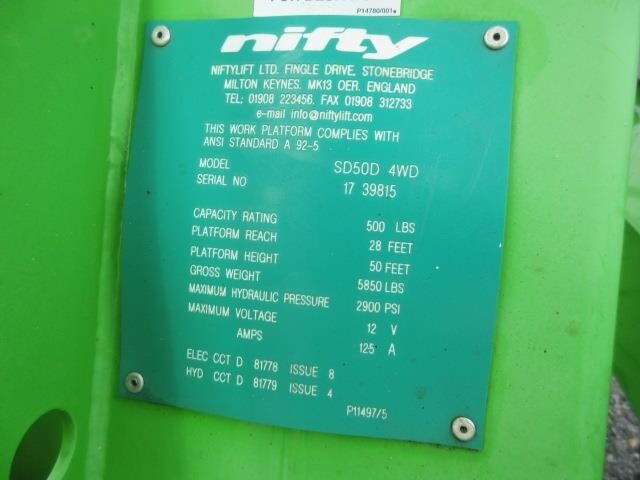 P14780/001e
nifty
NIFTYLIFT LTD. FINGLE DRIVE, STONEBRIDGE
MILTON KEYNES. MK13 OER. ENGLAND
TEL: 01908 223456. FAX 01908 312733
e-mail info@niftylift.com
THIS WORK PLATFORM COMPLIES WITH
ANSI STANDARD A 92-5
MODEL SD50D 4WD
SERIAL NO 17 39815
CAPACITY RATING 500 LBS
PLATFORM REACH 28 FEET
PLATFORM HEIGHT 50 FEET
GROSS WEIGHT 5850 LBS
MAXIMUM HYDRAULIC PRESSURE 2900 PSI
MAXIMUM VOLTAGE 12 V
AMPS 125 A
ELEC CCT D 81778 ISSUE 8
HYD CCT D 81779 ISSUE 4
P11497/5